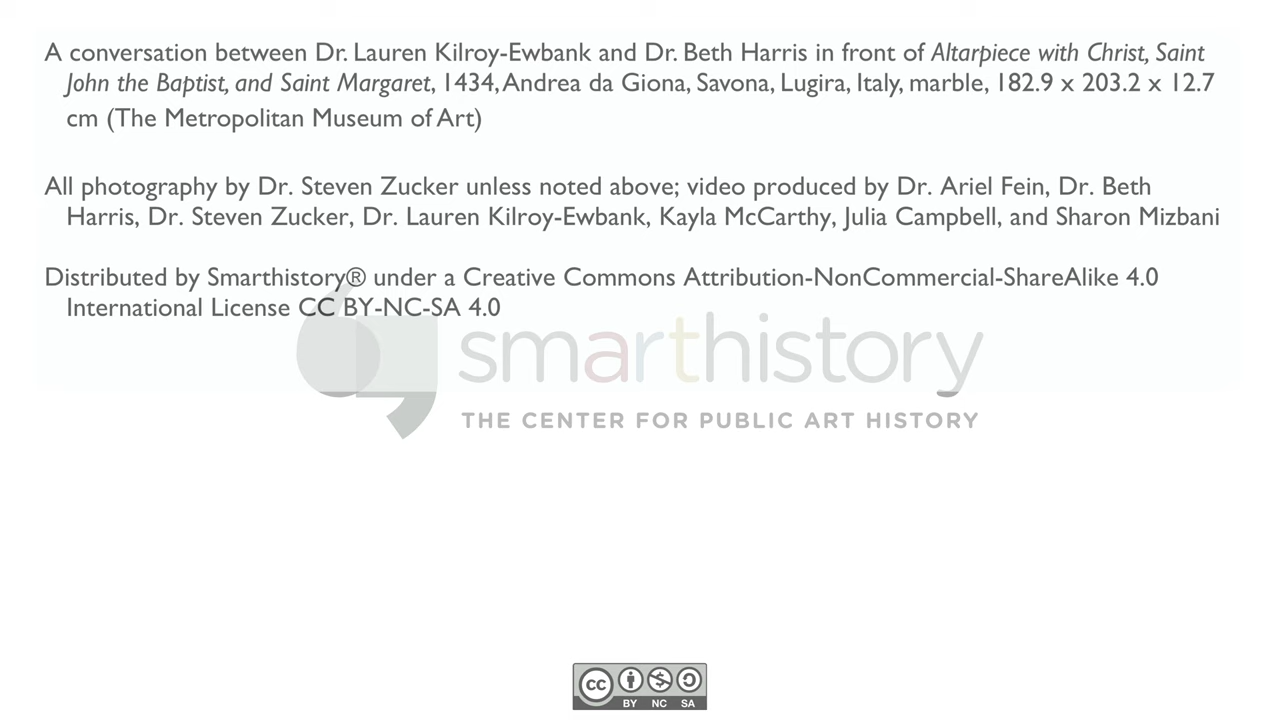 A conversation between Dr. Lauren Kilroy-Ewbank and Dr. Beth Harris in front of Altarpiece with Christ, Saint
John the Baptist, and Saint Margaret, 1434, Andrea da Giona, Savona, Lugira, Italy, marble, 182.9 x 203.2 x 12.7
cm (The Metropolitan Museum of Art)
All photography by Dr. Steven Zucker unless noted above; video produced by Dr. Ariel Fein, Dr. Beth
Harris, Dr. Steven Zucker, Dr. Lauren Kilroy-Ewbank, Kayla McCarthy, Julia Campbell, and Sharon Mizbani
Distributed by Smarthistory® under a Creative Commons Attribution-NonCommercial-ShareAlike 4.0
International License CC BY-NC-SA 4.0
smarthistory
THE CENTER FOR PUBLIC ART HISTORY
cc
BY NC SA